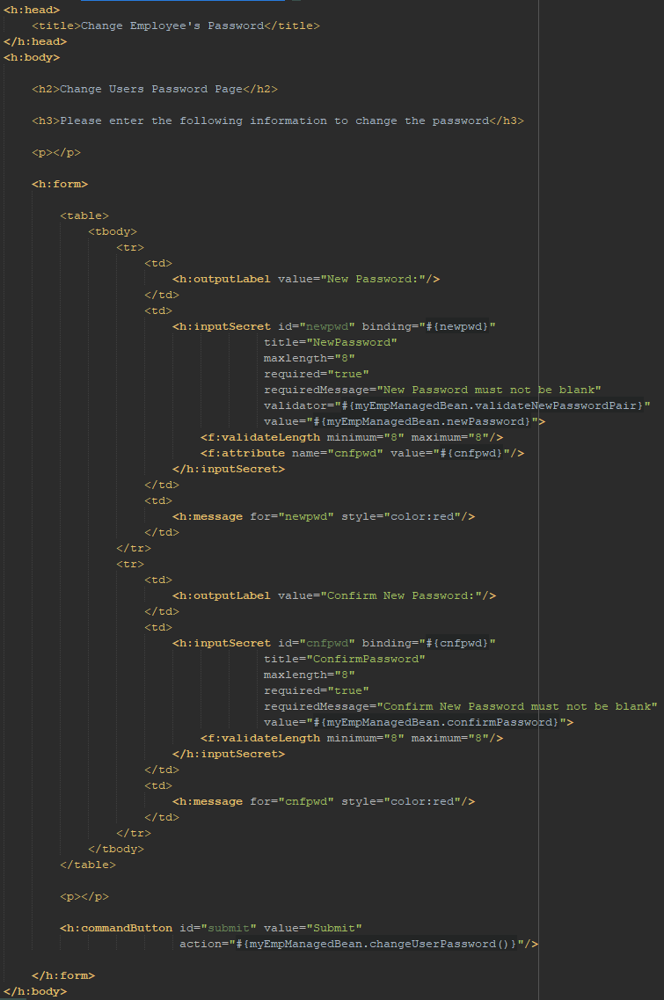 <h:head>
<title>Change Employee's Password</title>
</h:head>
<h:body>
<h2>Change Users Password Page</h2>
<h3>Please enter the following information to change the password</h3>
<p></p>
<h:form>
<table>
<tbody>
<tr>
<td>
<h:outputLabel value="New Password:"/>
</td>
<td>
<h:inputSecret id="newpwd" binding="#{newpwd}"
title="NewPassword"
maxlength="8"
required="true"
requiredMessage="New Password must not be blank"
validator="#{myEmpManagedBean.validateNewPasswordPair}"
value="#{myEmpManagedBean.newPassword}">
<f:validateLength minimum="8" maximum="8"/>
<f:attribute name="cnfpwd" value="#{cnfpwd}"/>
</h:inputSecret>
</td>
<td>
<h:message for="newpwd" style="color:red"/>
</td>
</tr>
<tr>
<td>
<h:outputLabel value="Confirm New Password:"/>
</td>
<td>
<h:inputSecret id="cnfpwd" binding="#{cnfpwd}"
title="ConfirmPassword"
maxlength="8"
required="true"
requiredMessage="Confirm New Password must not be blank"
value="#{myEmpManagedBean.confirmPassword}">
<f:validateLength minimum="8" maximum="8"/>
</h:inputSecret>
</td>
<td>
<h:message for="cnfpwd" style="color:red"/>
</td>
</tr>
</tbody>
</table>
<p></p>
<h:commandButton id="submit" value="Submit"
action="#{myEmpManagedBean.changeUserPassword()}"/>
</h:form>
</h:body>